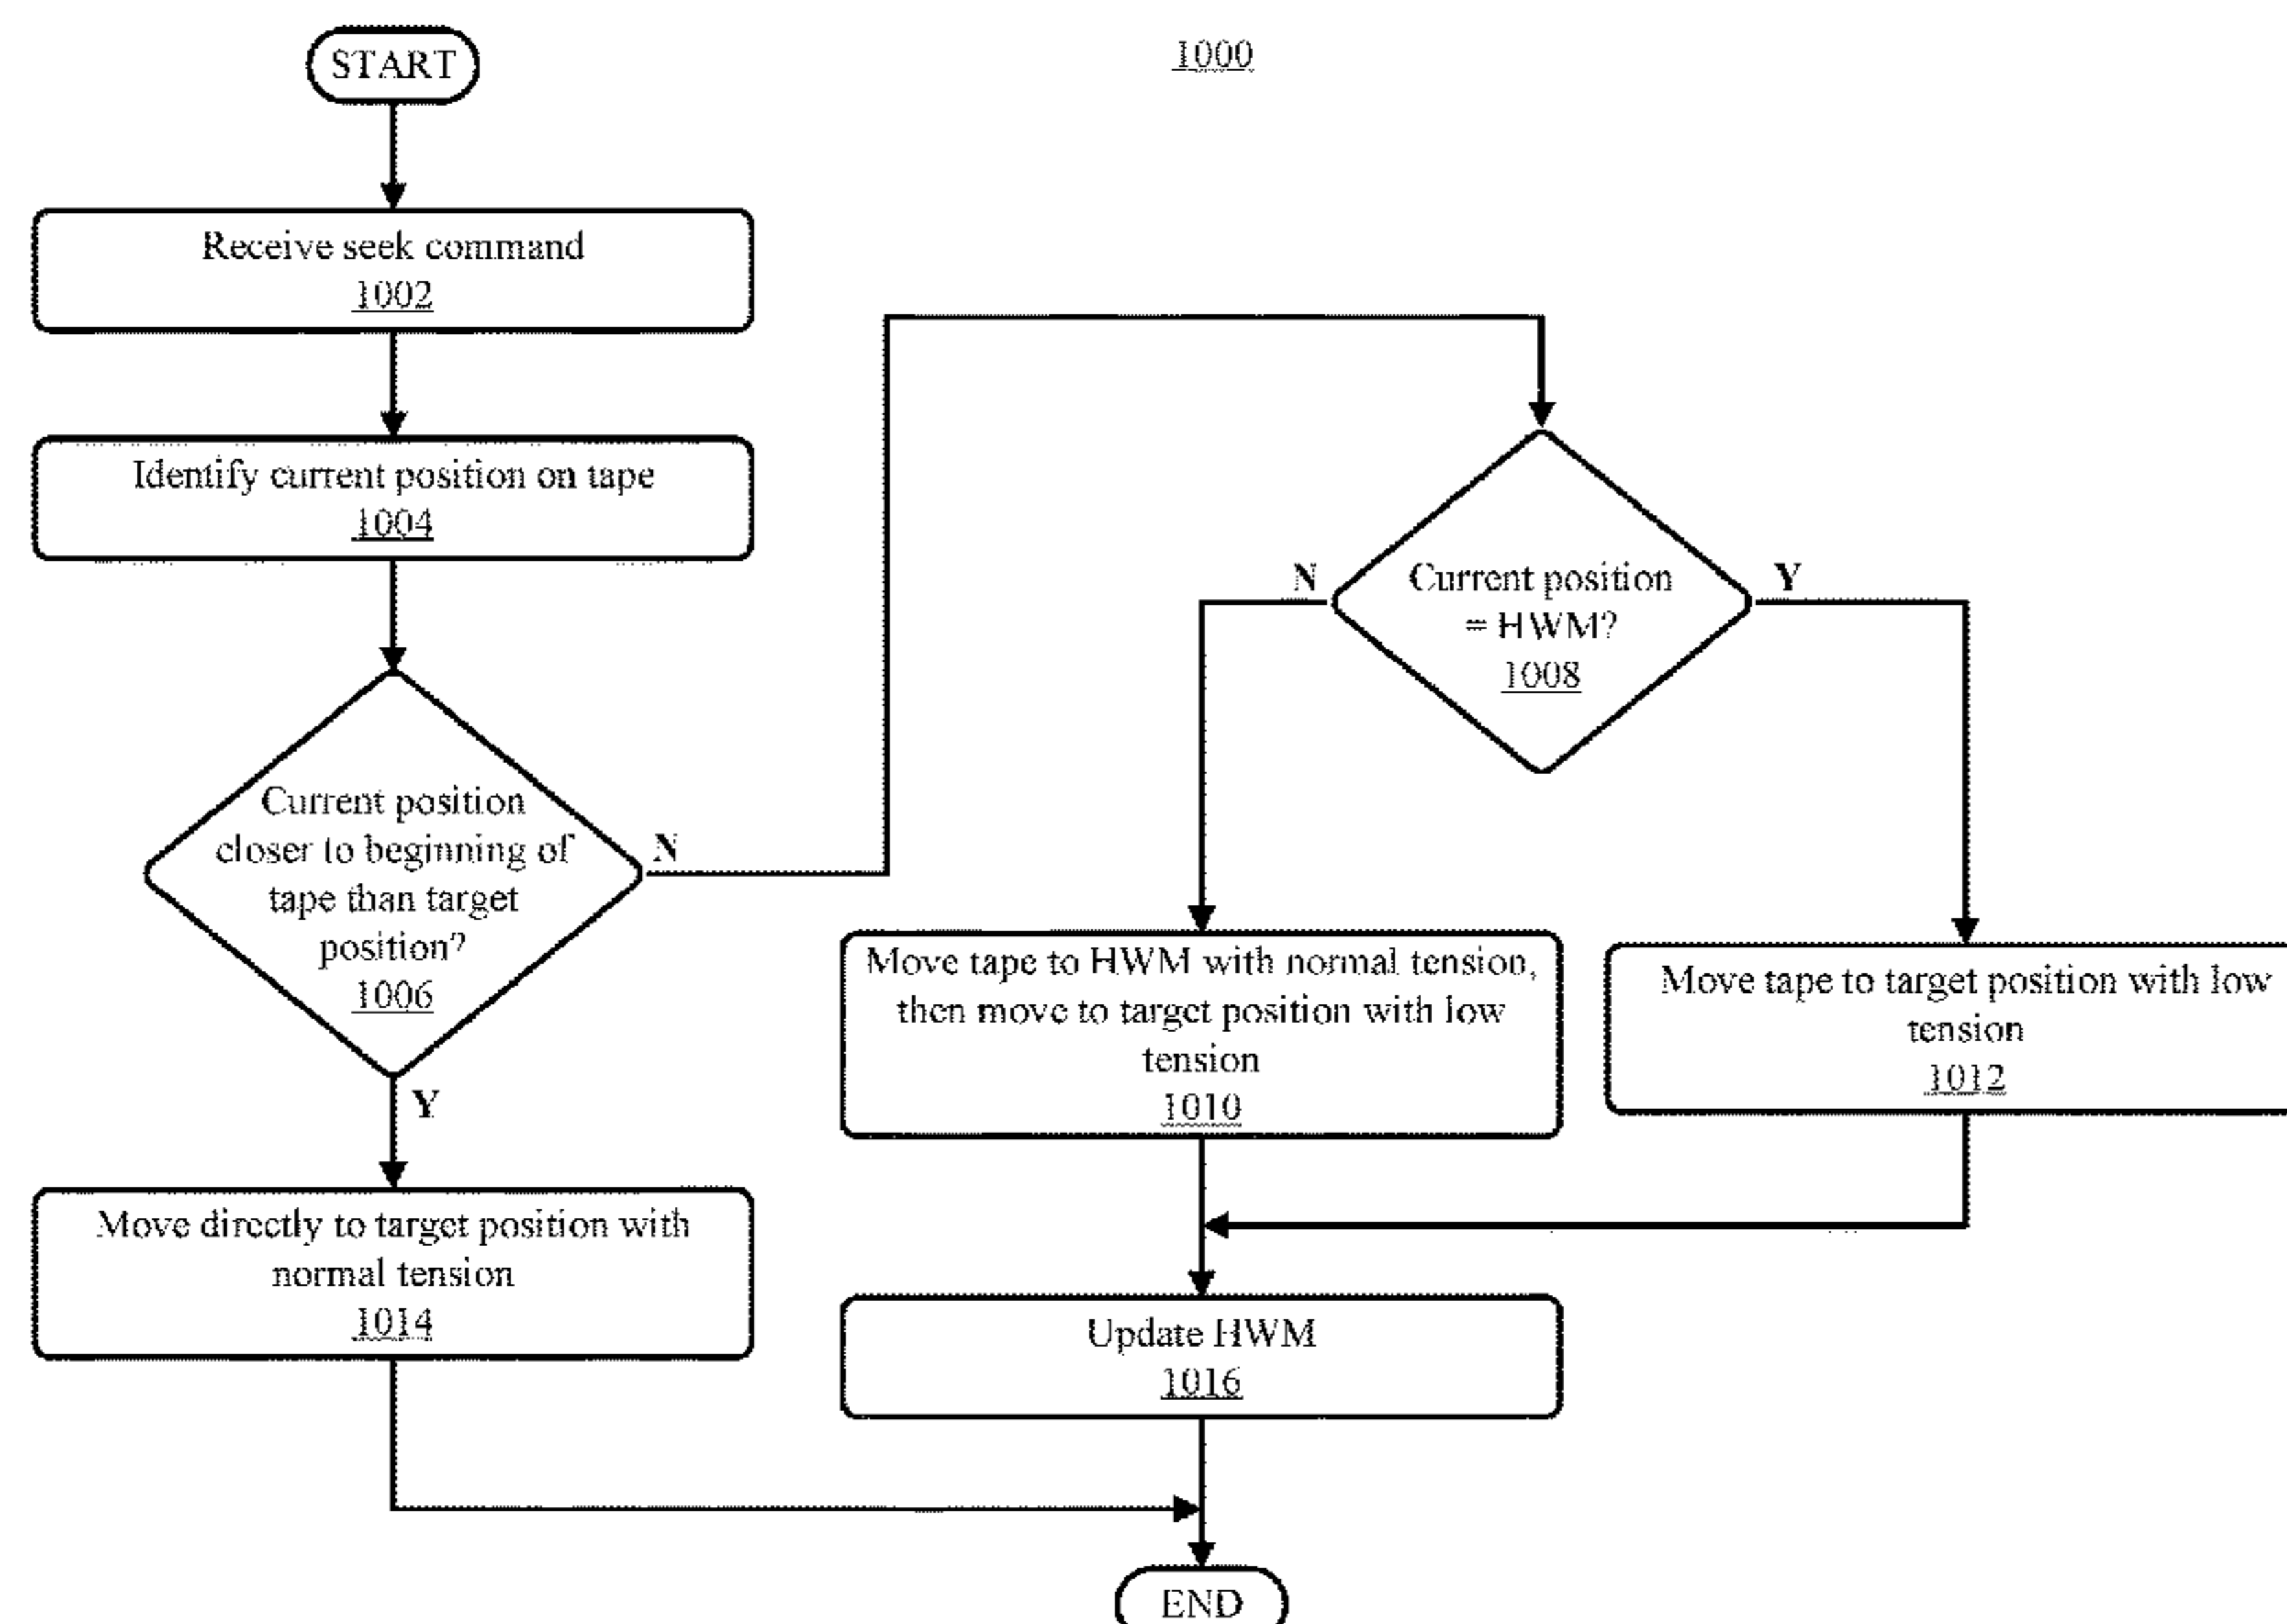 START
1000
Receive seek command
1002
Identify current position on tape
1004
Current position
closer to beginning of
tape than target
position?
1006
N
Y
Move directly to target position with
normal tension
1014
Current position
= HWM?
1008
N
Y
Move tape to HWM with normal tension,
then move to target position with low
tension
1010
Move tape to target position with low
tension
1012
Update HWM
1016
END